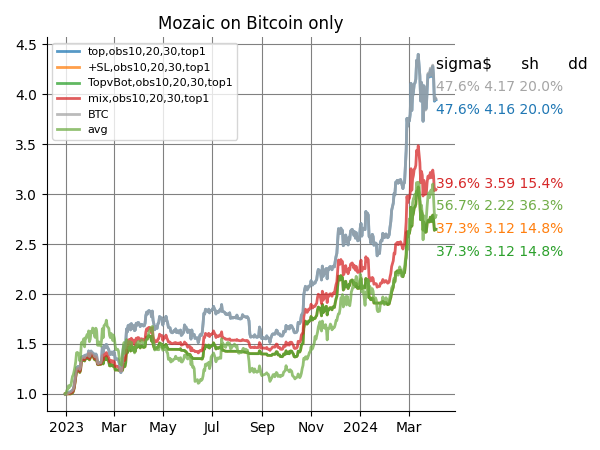 Mozaic on Bitcoin only
top,obs10,20,30,top1
+SL,obs10,20,30,top1
TopvBot,obs10,20,30,top1
mix,obs10,20,30,top1
BTC
avg
sigma$ sh dd
47.6% 4.17 20.0%
47.6% 4.16 20.0%
39.6% 3.59 15.4%
56.7% 2.22 36.3%
37.3% 3.12 14.8%
37.3% 3.12 14.8%
4.5
4.0
3.5
3.0
2.5
2.0
1.5
1.0
2023 Mar May Jul Sep Nov 2024 Mar